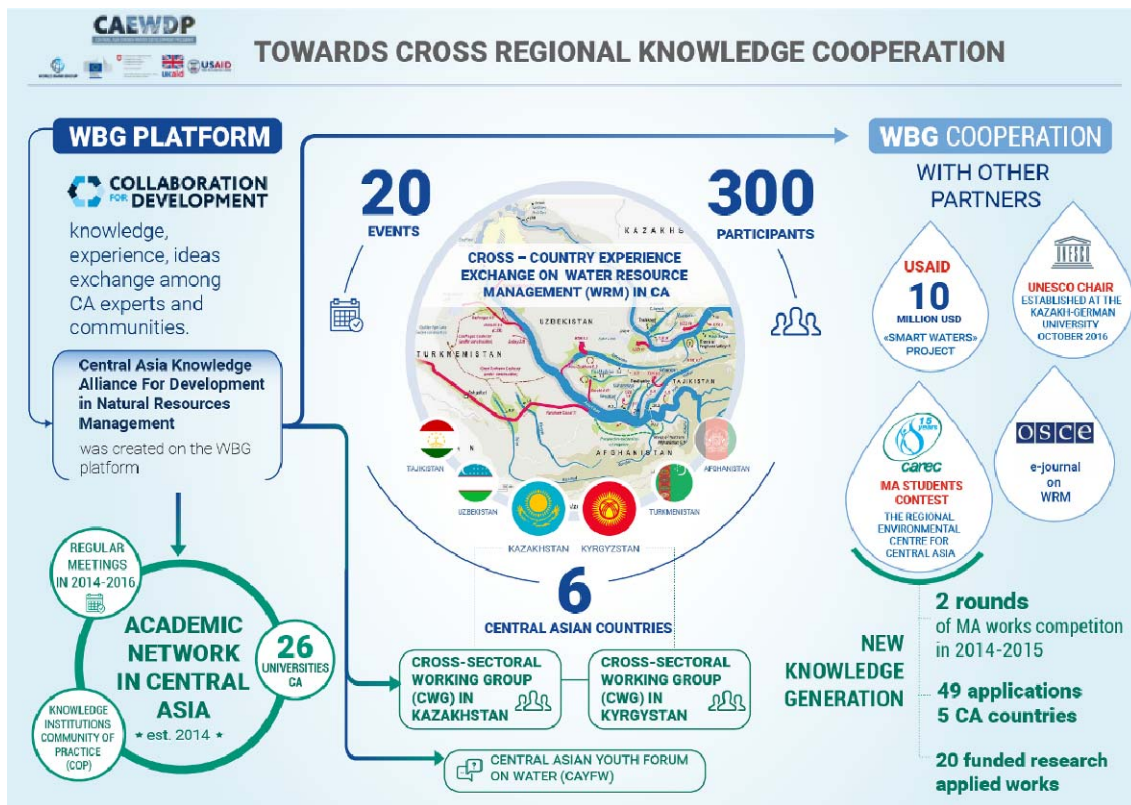 CAEWDP
WORLD BANK GROUP
ukaid
USAID
TOWARDS CROSS REGIONAL KNOWLEDGE COOPERATION
WBG PLATFORM
COLLABORATION
FOR DEVELOPMENT
knowledge,
experience, ideas
exchange among
CA experts and
communities.
Central Asia Knowledge
Alliance For Development
in Natural Resources
Management
was created on the WBG
platform
REGULAR
MEETINGS
IN 2014-2016
ACADEMIC
NETWORK
IN CENTRAL
ASIA
est. 2014
26
UNIVERSITIES
CA
KNOWLEDGE
INSTITUTIONS
COMMUNITY OF
PRACTICE
(COP)
20
EVENTS
300
PARTICIPANTS
KAZAKHS
CROSS – COUNTRY EXPERIENCE
EXCHANGE ON WATER RESOURCE
MANAGEMENT (WRM) IN CA
UZBEKISTAN
TURKMENISTAN
TAJIKISTAN
AFGHANISTAN
TAJIKISTAN
UZBEKISTAN
KAZAKHSTAN
KYRGYZSTAN
TURKMENISTAN
AFGHANISTAN
6
CENTRAL ASIAN COUNTRIES
CROSS-SECTORAL
WORKING GROUP
(CWG) IN
KAZAKHSTAN
CROSS-SECTORAL
WORKING GROUP
(CWG) IN
KYRGYSTAN
CENTRAL ASIAN YOUTH FORUM
ON WATER (CAYFW)
WBG COOPERATION
WITH OTHER
PARTNERS
USAID
10
MILLION USD
«SMART WATERS»
PROJECT
UNESCO
UNESCO CHAIR
ESTABLISHED AT THE
KAZAKH-GERMAN
UNIVERSITY
OCTOBER 2016
15
years
carec
MA STUDENTS
CONTEST
THE REGIONAL
ENVIRONMENTAL
CENTRE FOR
CENTRAL ASIA
osce
e-journal
on
WRM
NEW
KNOWLEDGE
GENERATION
2 rounds
of MA works competiton
in 2014-2015
49 applications
5 CA countries
20 funded research
applied works